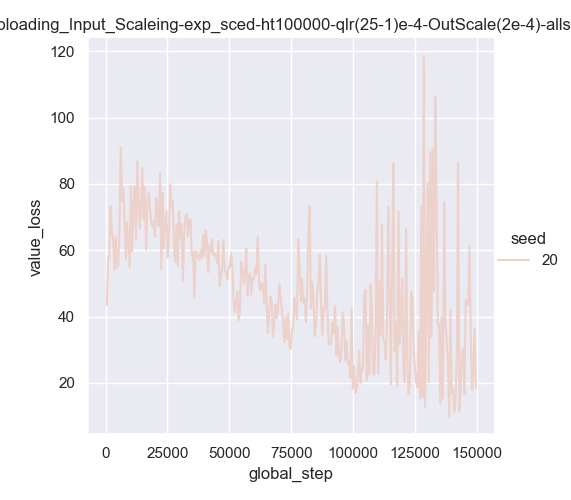 ploading_Input_Scaleing-exp_sced-ht100000-qlr(25-1)e-4-OutScale(2e-4)-alls
120
100
80
60
40
20
value_loss
0 25000 50000 75000 100000 125000 150000
global_step
seed
20